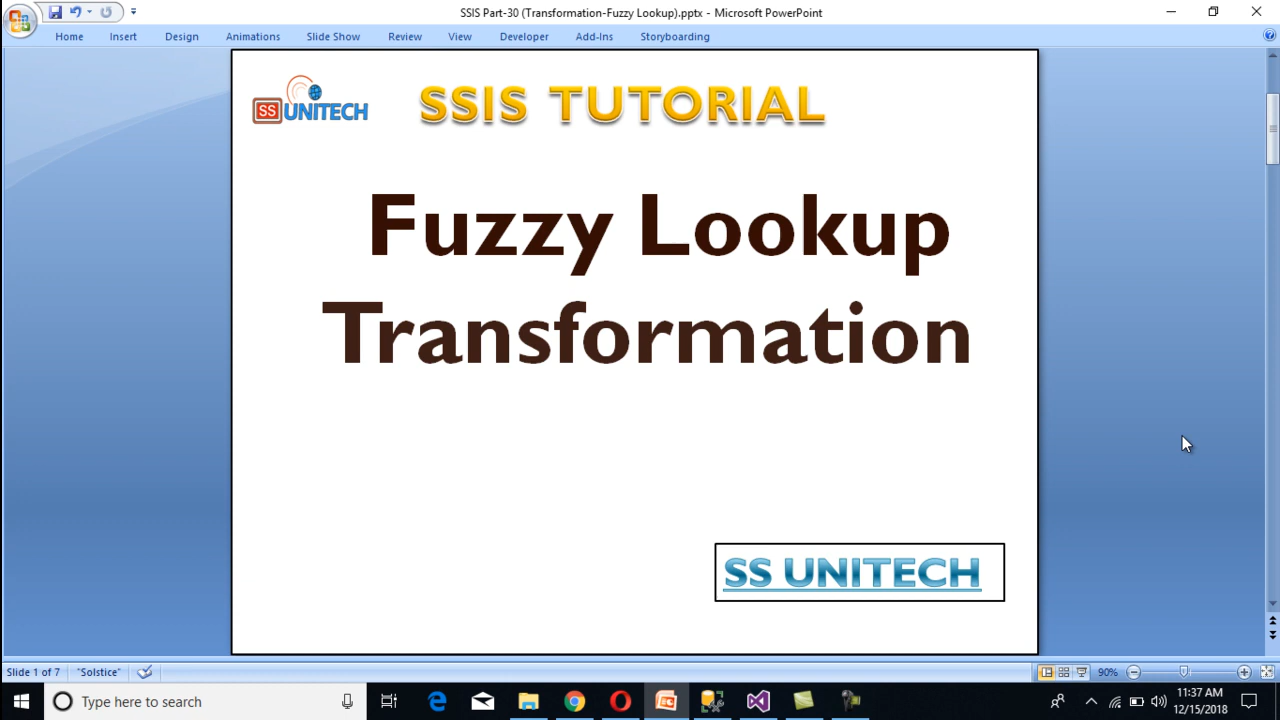 SSIS Part-30 (Transformation-Fuzzy Lookup).pptx - Microsoft PowerPoint
Home Insert Design Animations Slide Show Review View Developer Add-Ins Storyboarding
SS UNITECH
SSIS TUTORIAL
Fuzzy Lookup
Transformation
SS UNITECH
Slide 1 of 7 "Solstice" 90%
Type here to search
11:37 AM
12/15/2018